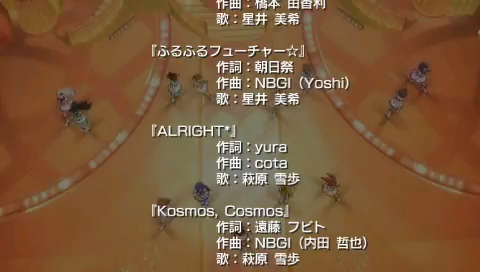 作曲：橋本 由香利
歌：星井 美希
『ふるふるフューチャー☆』
作詞：朝日祭
作曲：NBGI（Yoshi）
歌：星井 美希
『ALRIGHT*』
作詞：yura
作曲：cota
歌：萩原 雪歩
『Kosmos, Cosmos』
作詞：遠藤 フビト
作曲：NBGI（内田 哲也）
歌：萩原 雪歩